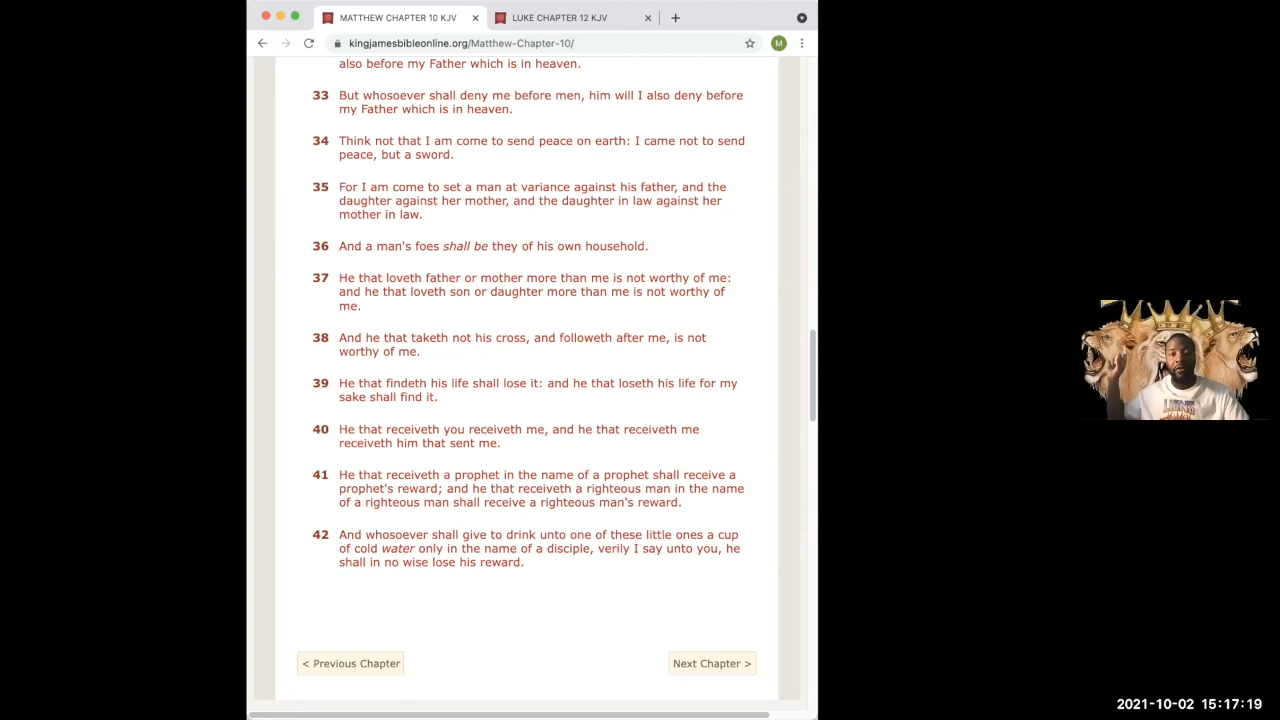 MATTHEW CHAPTER 10 KJV
LUKE CHAPTER 12 KJV
kingjamesbibleonline.org/Matthew-Chapter-10/
M
also before my Father which is in heaven.
33 But whosoever shall deny me before men, him will I also deny before
my Father which is in heaven.
34 Think not that I am come to send peace on earth: I came not to send
peace, but a sword.
35 For I am come to set a man at variance against his father, and the
daughter against her mother, and the daughter in law against her
mother in law.
36 And a man's foes shall be they of his own household.
37 He that loveth father or mother more than me is not worthy of me:
and he that loveth son or daughter more than me is not worthy of
me.
38 And he that taketh not his cross, and followeth after me, is not
worthy of me.
39 He that findeth his life shall lose it: and he that loseth his life for my
sake shall find it.
40 He that receiveth you receiveth me, and he that receiveth me
receiveth him that sent me.
41 He that receiveth a prophet in the name of a prophet shall receive a
prophet's reward; and he that receiveth a righteous man in the name
of a righteous man shall receive a righteous man's reward.
42 And whosoever shall give to drink unto one of these little ones a cup
of cold water only in the name of a disciple, verily I say unto you, he
shall in no wise lose his reward.
< Previous Chapter
Next Chapter >
2021-10-02 15:17:19